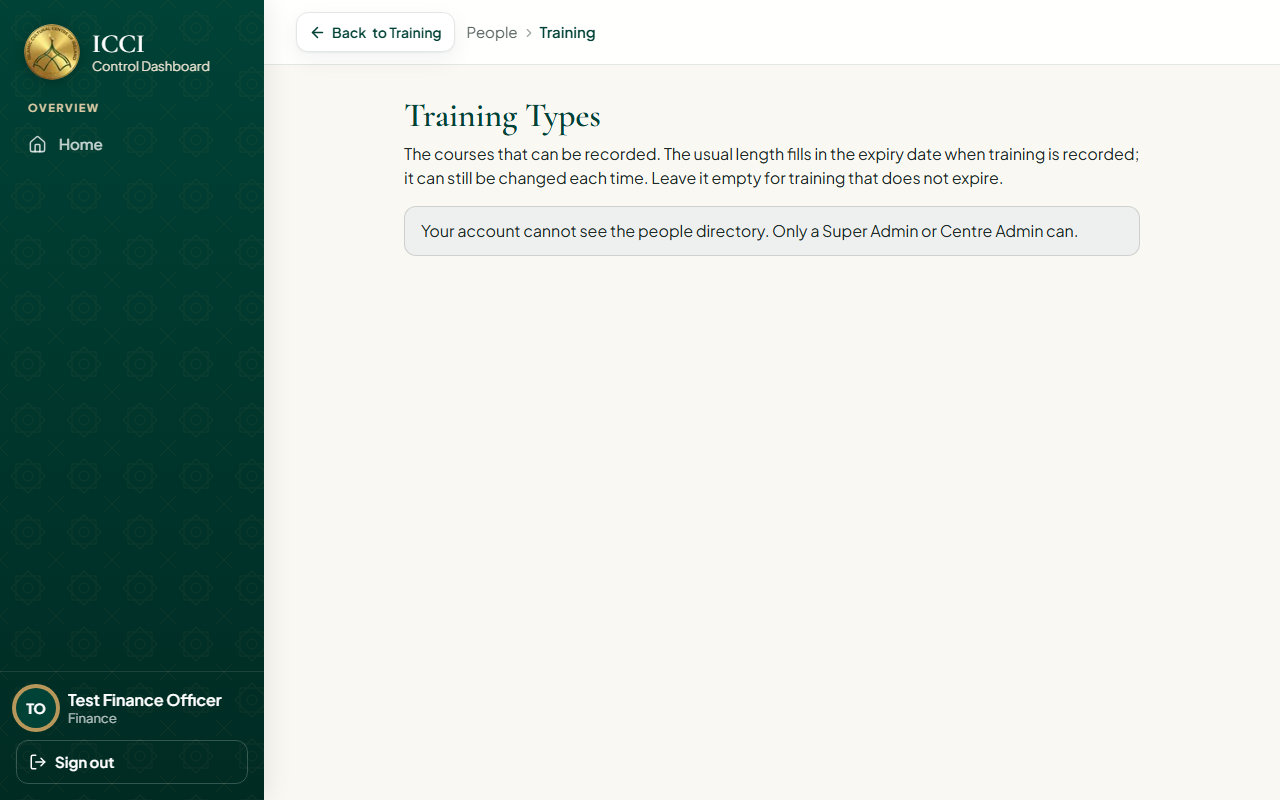 ICCI
Control Dashboard
OVERVIEW
Home
Test Finance Officer
TO
Finance
Sign out
Back to Training
People
Training
Training Types
The courses that can be recorded. The usual length fills in the expiry date when training is recorded;
it can still be changed each time. Leave it empty for training that does not expire.
Your account cannot see the people directory. Only a Super Admin or Centre Admin can.